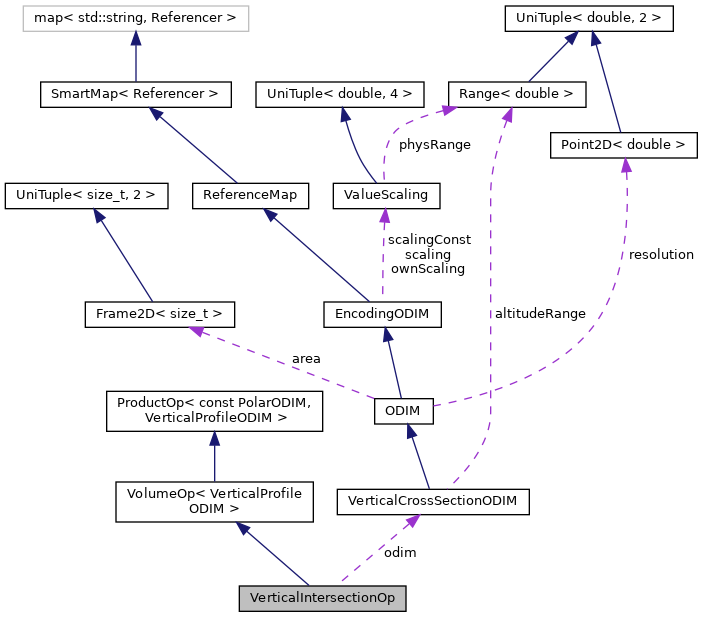 map< std::string, Referencer >
UniTuple< double, 2 >
SmartMap< Referencer >
UniTuple< double, 4 >
Range< double >
physRange
Point2D< double >
UniTuple< size_t, 2 >
ReferenceMap
ValueScaling
scalingConst
scaling
ownScaling
resolution
Frame2D< size_t >
EncodingODIM
altitudeRange
area
ProductOp< const PolarODIM,
VerticalProfileODIM >
ODIM
VolumeOp< VerticalProfile
ODIM >
VerticalCrossSectionODIM
odim
VerticalIntersectionOp